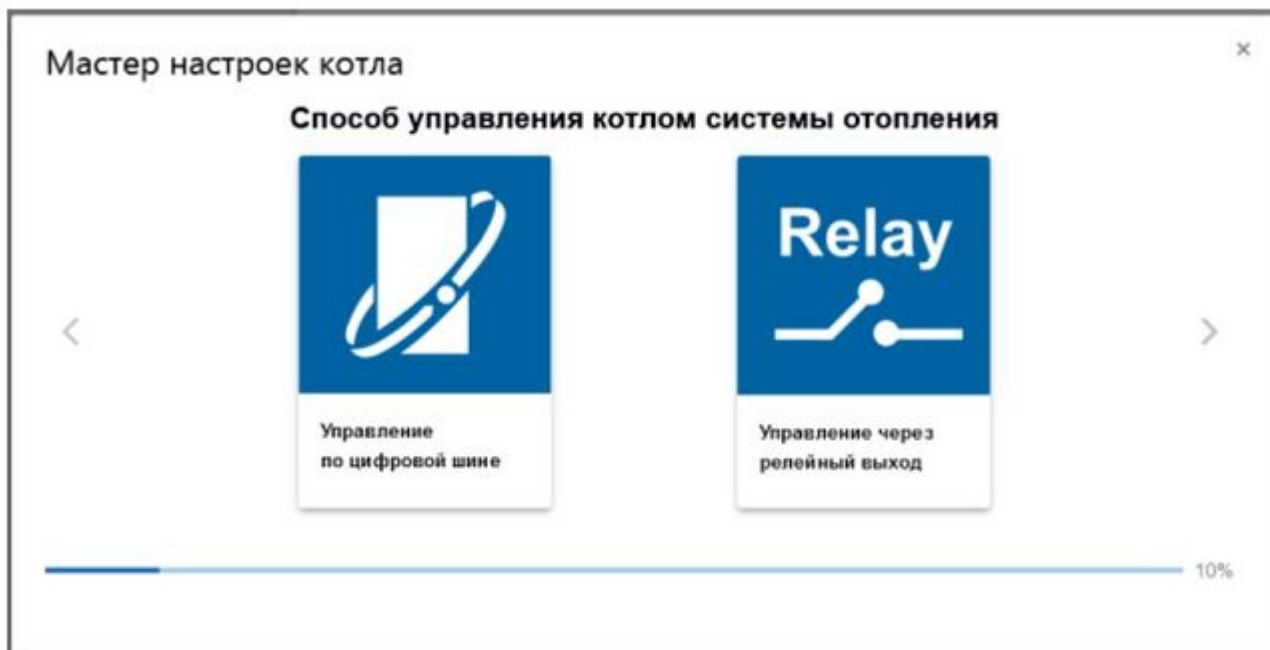 Мастер настроек котла
×
Способ управления котлом системы отопления
Relay
Управление
по цифровой шине
Управление через
релейный выход
10%